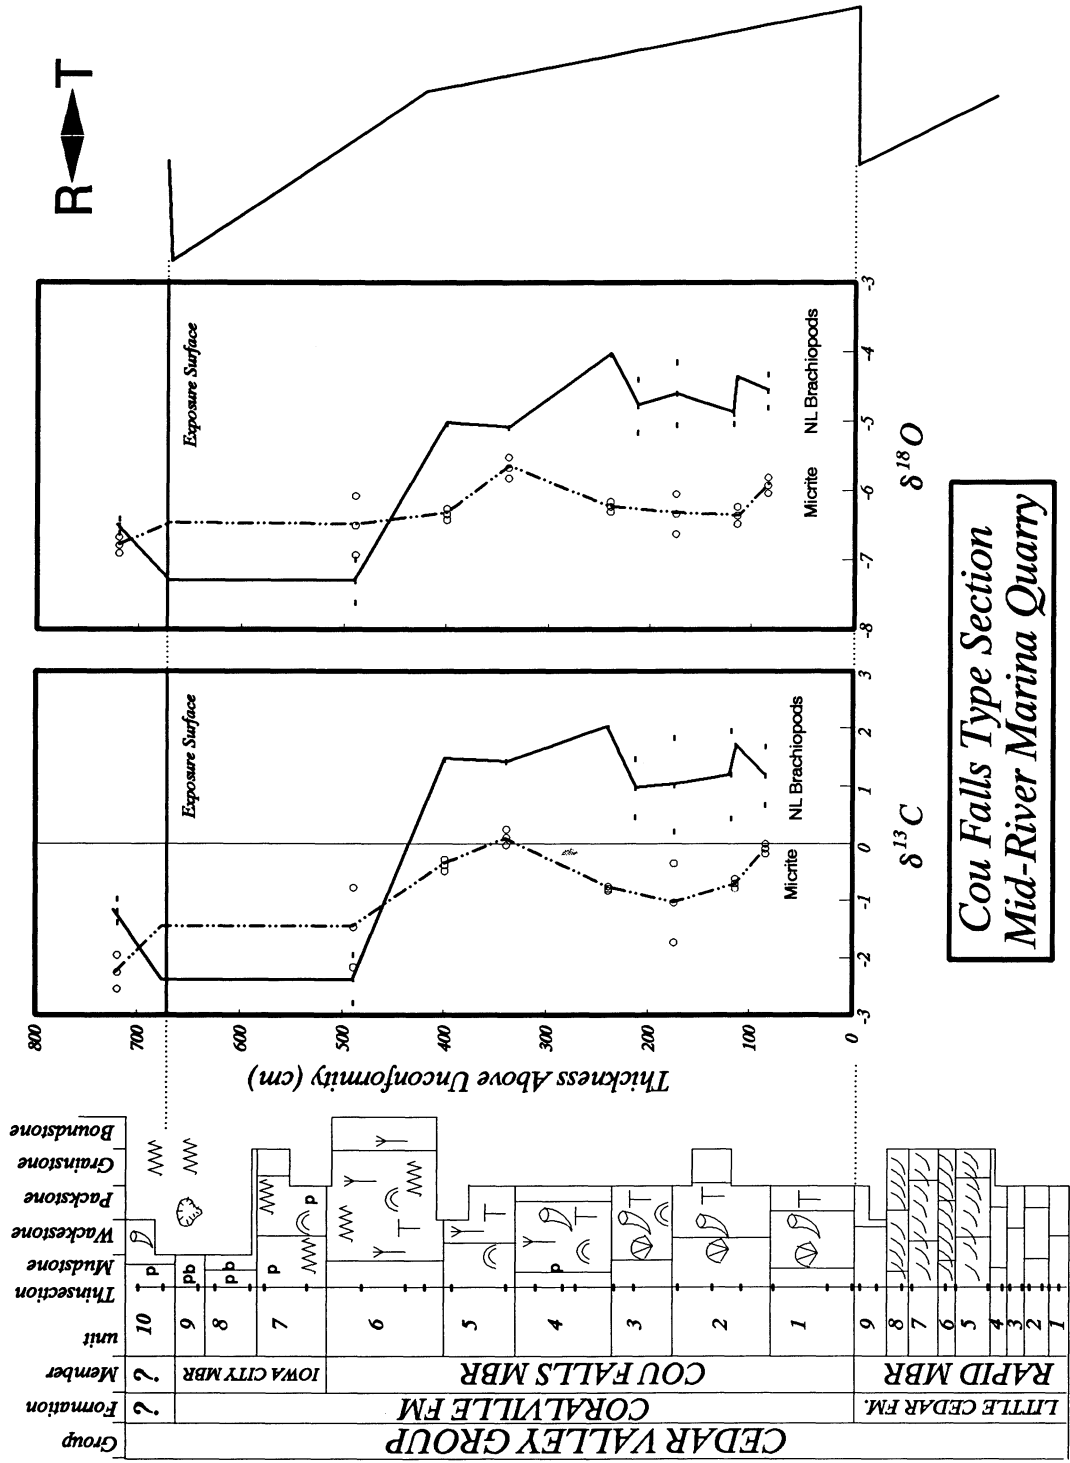 R T
Exposure Surface
Exposure Surface
NL Brachiopods
Micrite
NL Brachiopods
Micrite
-3
-4
-5
-6
-7
-8
δ18O
3
2
1
0
-1
-2
-3
δ13C
800
700
600
500
400
300
200
100
0
Thickness Above Unconformity (cm)
Cou Falls Type Section
Mid-River Marina Quarry
Boundstone
Grainstone
Packstone
Wackestone
Mudstone
Thinsection
unit
Member
Formation
Group
p
pb
pb
p
p
p
10
9
8
7
6
5
4
3
2
1
9
8
7
6
5
4
3
2
1
?
IOWA CITY MBR
COU FALLS MBR
RAPID MBR
?
CORALVILLE FM
LITTLE CEDAR FM.
CEDAR VALLEY GROUP